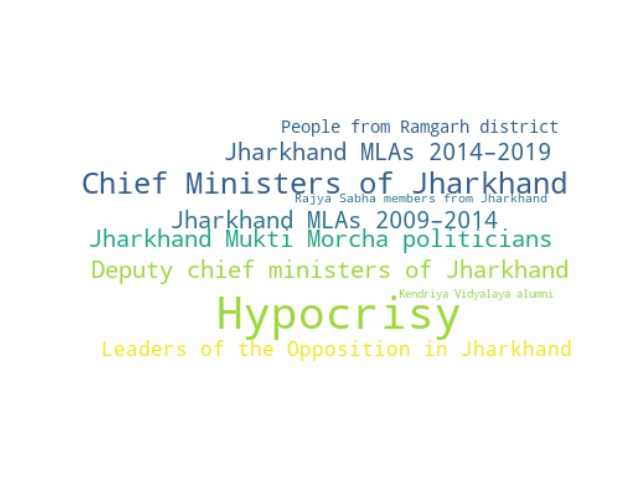 People from Ramgarh district
Jharkhand MLAs 2014–2019
Chief Ministers of Jharkhand
Rajya Sabha members from Jharkhand
Jharkhand MLAs 2009–2014
Jharkhand Mukti Morcha politicians
Deputy chief ministers of Jharkhand
Kendriya Vidyalaya alumni
Hypocrisy
Leaders of the Opposition in Jharkhand